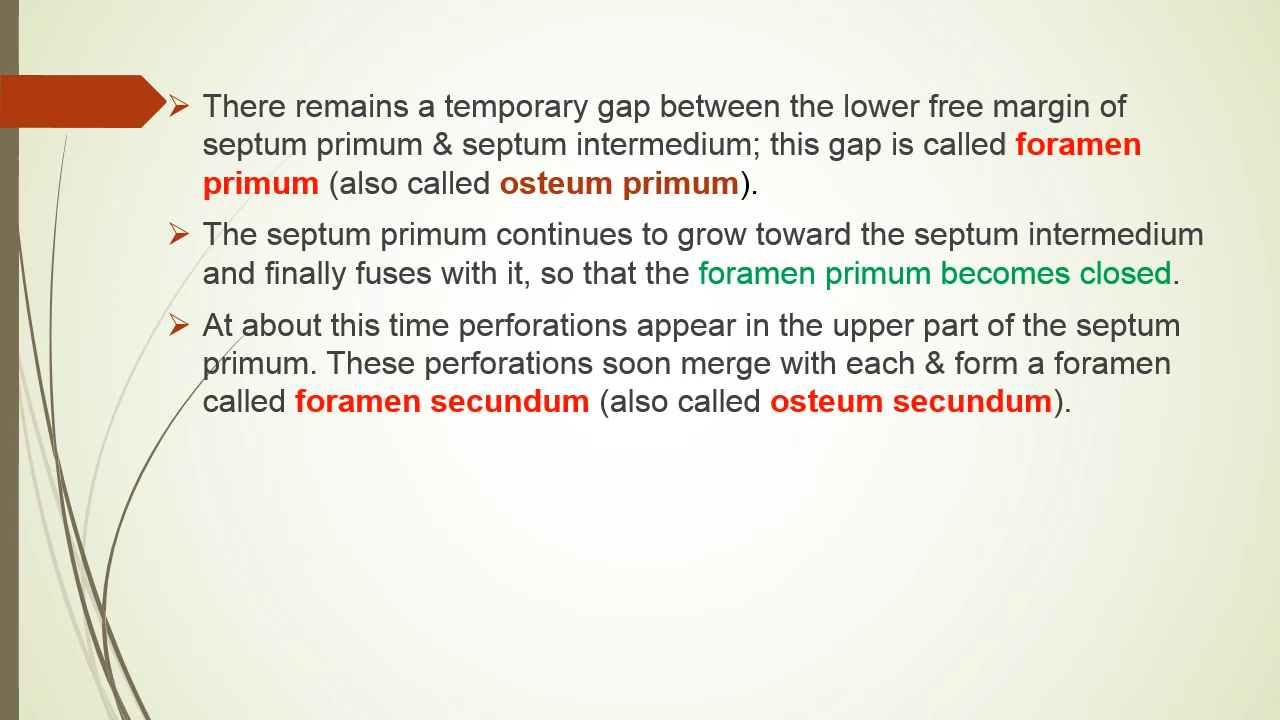 ➢ There remains a temporary gap between the lower free margin of
septum primum & septum intermedium; this gap is called foramen
primum (also called osteum primum).
➢ The septum primum continues to grow toward the septum intermedium
and finally fuses with it, so that the foramen primum becomes closed.
➢ At about this time perforations appear in the upper part of the septum
primum. These perforations soon merge with each & form a foramen
called foramen secundum (also called osteum secundum).